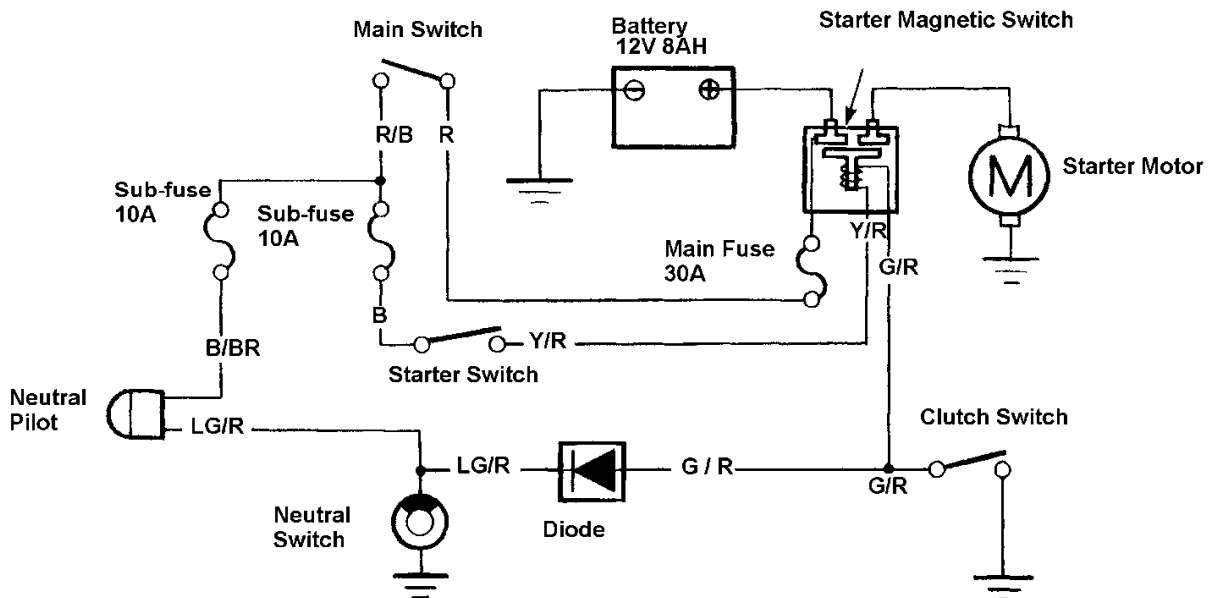 Main Switch
Battery
12V 8AH
Starter Magnetic Switch
R/B
R
Starter Motor
M
Sub-fuse
10A
Sub-fuse
10A
Main Fuse
30A
Y/R
G/R
B
Y/R
B/BR
Starter Switch
Neutral
Pilot
LG/R
Clutch Switch
LG/R
G / R
G/R
Neutral
Switch
Diode